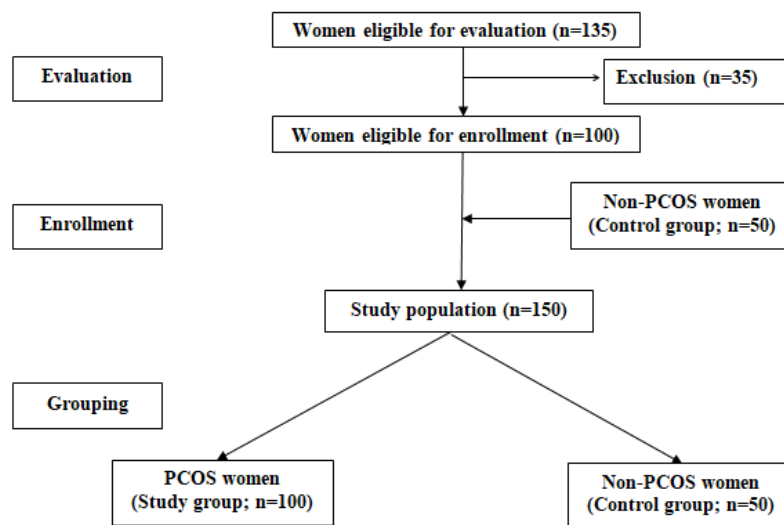 Women eligible for evaluation (n=135)
Evaluation
Exclusion (n=35)
Women eligible for enrollment (n=100)
Enrollment
Non-PCOS women
(Control group; n=50)
Study population (n=150)
Grouping
PCOS women
(Study group; n=100)
Non-PCOS women
(Control group; n=50)